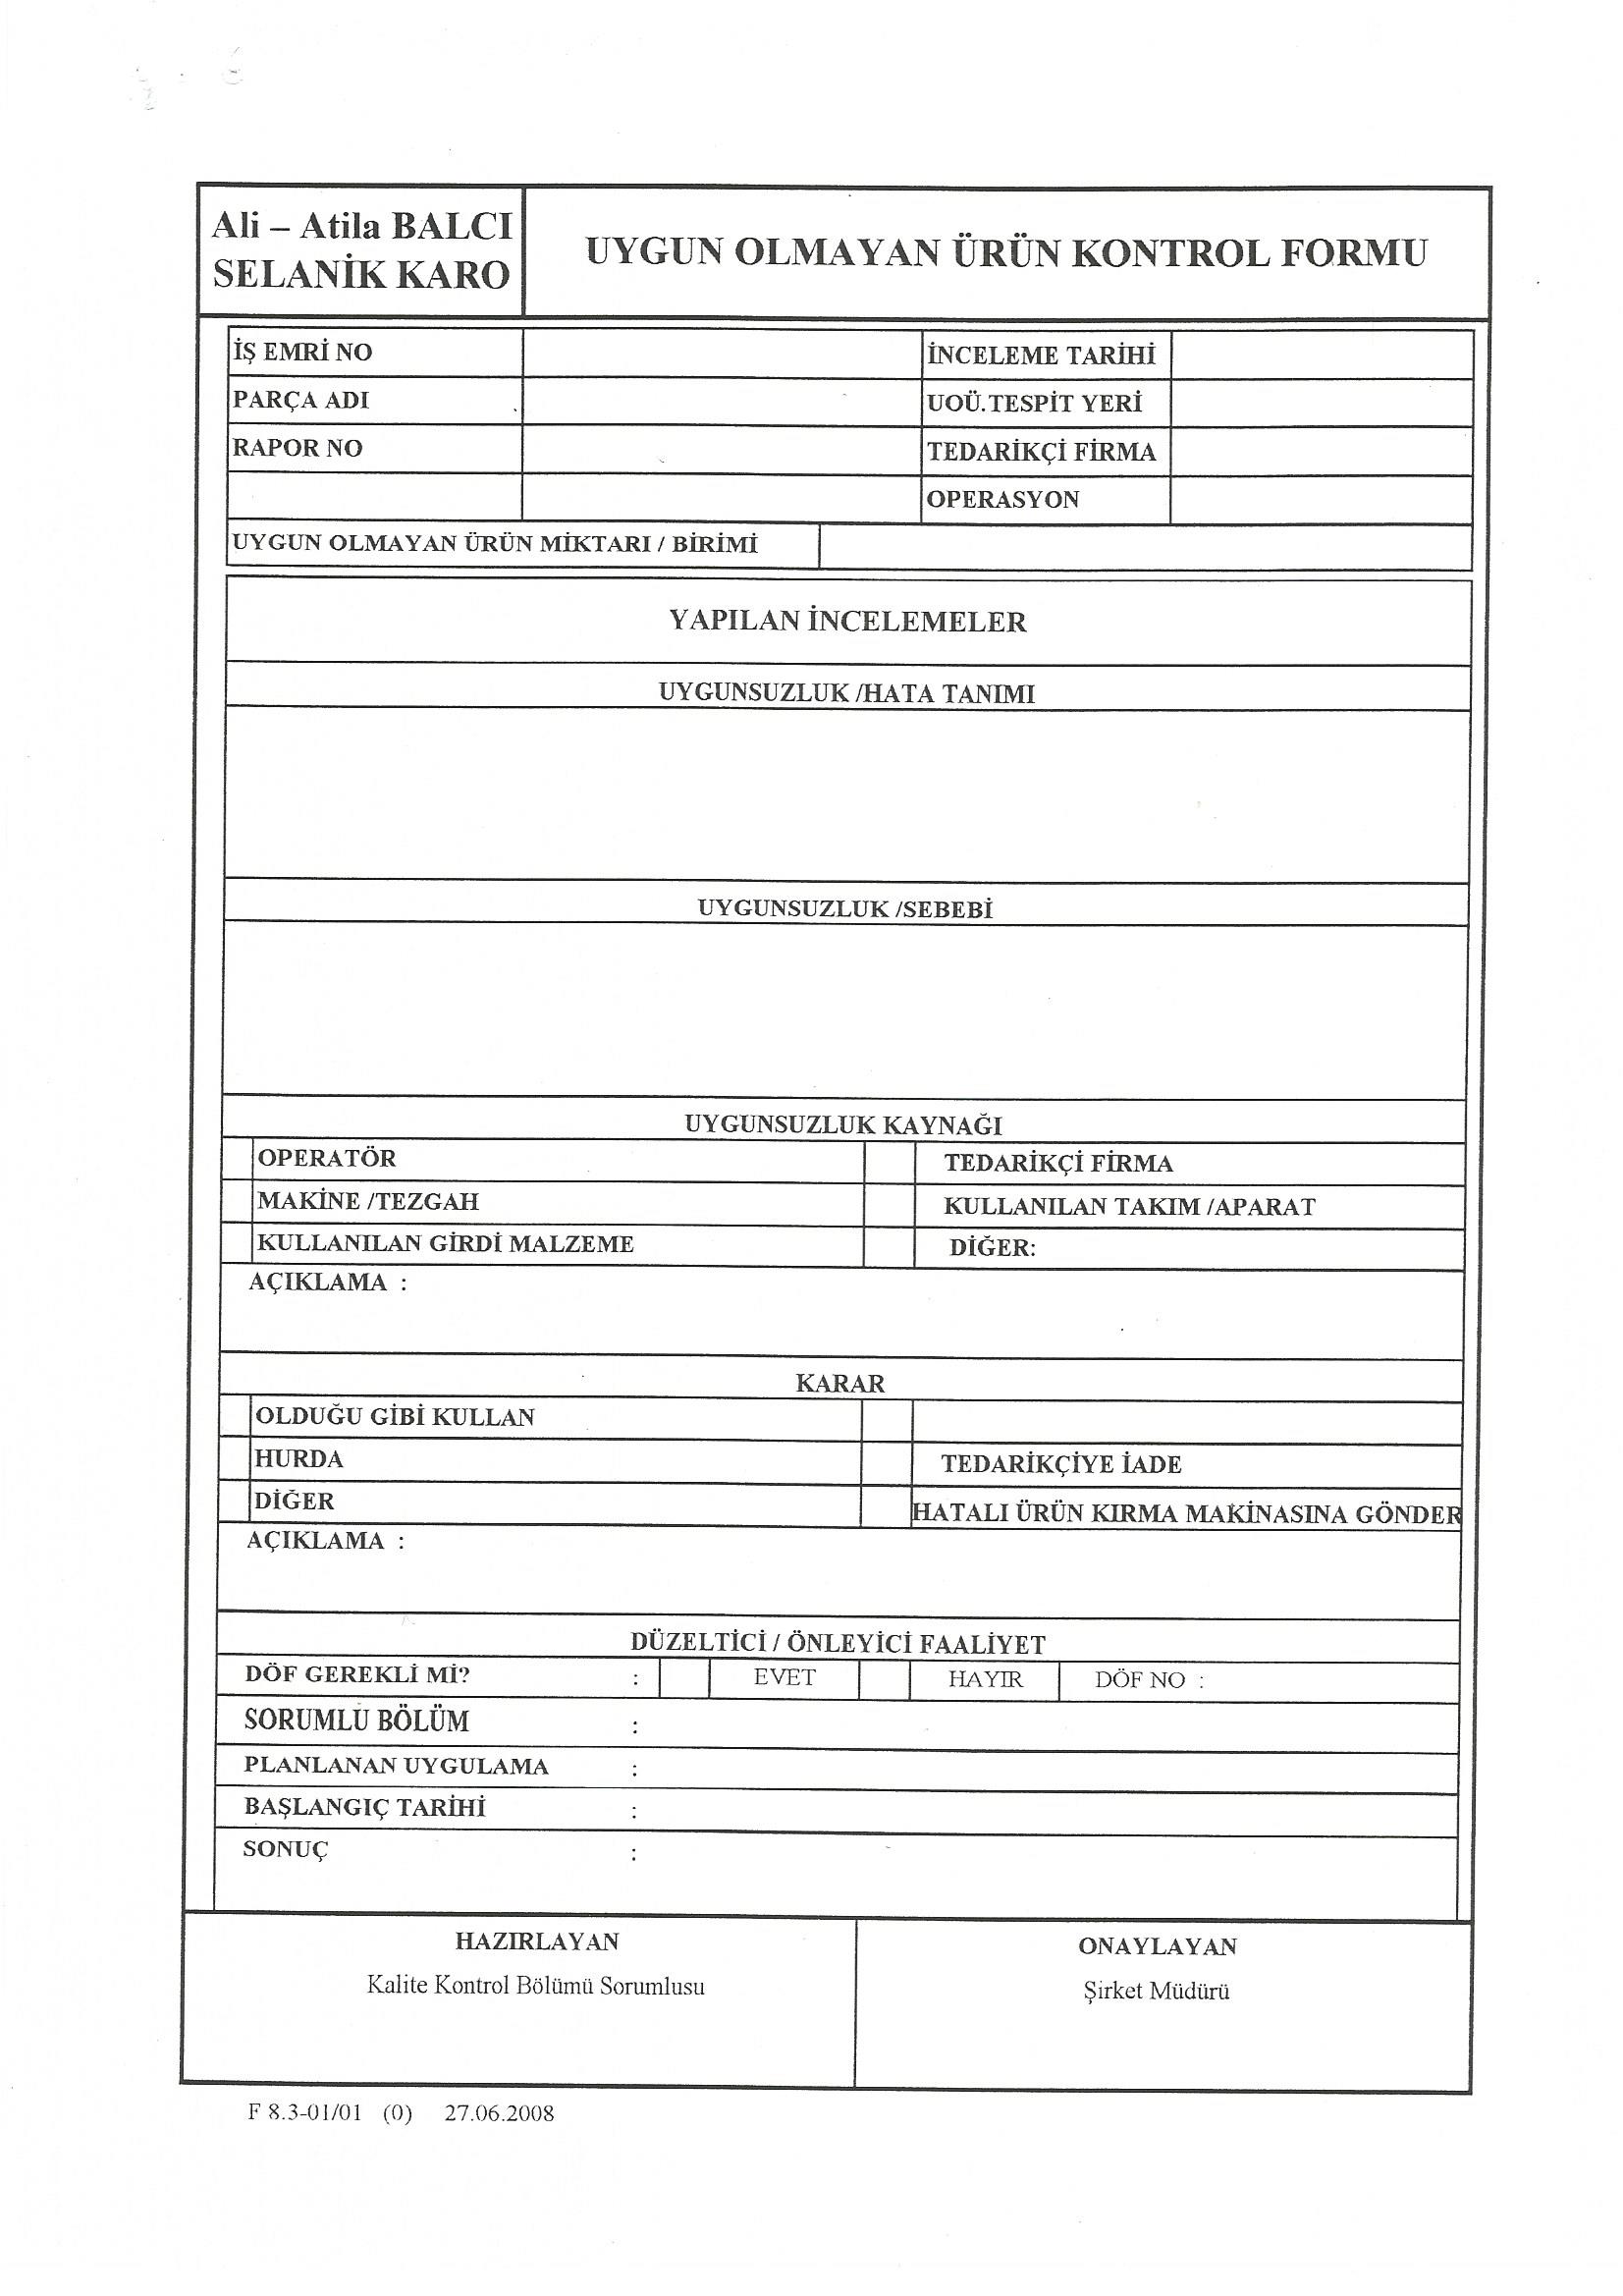 Ali – Atila BALCI
SELANİK KARO
UYGUN OLMAYAN ÜRÜN KONTROL FORMU
İŞ EMRİ NO
İNCELEME TARİHİ
PARÇA ADI
UOÜ.TESPİT YERİ
RAPOR NO
TEDARİKÇİ FİRMA
OPERASYON
UYGUN OLMAYAN ÜRÜN MİKTARI / BİRİMİ
YAPILAN İNCELEMELER
UYGUNSUZLUK /HATA TANIMI
UYGUNSUZLUK /SEBEBİ
UYGUNSUZLUK KAYNAĞI
OPERATÖR
TEDARİKÇİ FİRMA
MAKİNE /TEZGAH
KULLANILAN TAKIM /APARAT
KULLANILAN GİRDİ MALZEME
DİĞER:
AÇIKLAMA :
KARAR
OLDUĞU GİBİ KULLAN
HURDA
TEDARİKÇİYE İADE
DİĞER
HATALI ÜRÜN KIRMA MAKİNASINA GÖNDER
AÇIKLAMA :
DÜZELTİCİ / ÖNLEYİCİ FAALİYET
DÖF GEREKLİ Mİ? : EVET HAYIR DÖF NO :
SORUMLU BÖLÜM :
PLANLANAN UYGULAMA :
BAŞLANGIÇ TARİHİ :
SONUÇ :
HAZIRLAYAN
Kalite Kontrol Bölümü Sorumlusu
ONAYLAYAN
Şirket Müdürü
F 8.3-01/01 (0) 27.06.2008